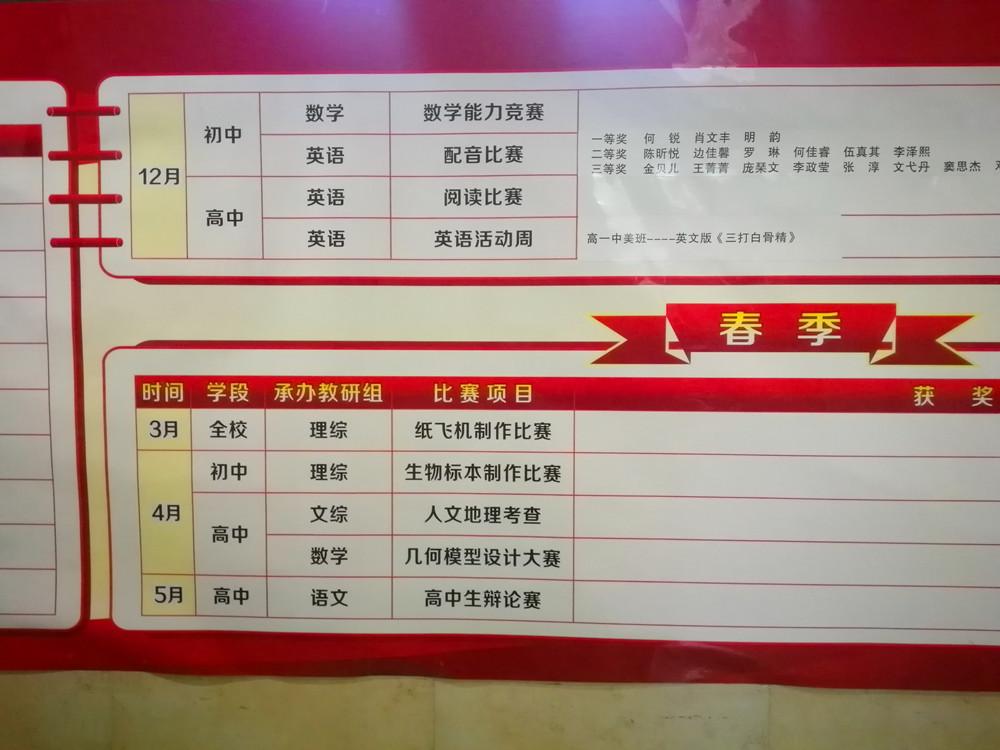 12月 初中 数学 数学能力竞赛
英语 配音比赛
高中 英语 阅读比赛
英语 英语活动周
一等奖 何 锐 肖文丰 明 韵
二等奖 陈昕悦 边佳馨 罗 琳 何佳睿 伍真其 李泽熙
三等奖 金贝儿 王菁菁 庞琹文 李政莹 张 淳 文弋丹 窦思杰
高一中美班----英文版《三打白骨精》
春季
时间 学段 承办教研组 比赛项目 获 奖
3月 全校 理综 纸飞机制作比赛
4月 初中 理综 生物标本制作比赛
高中 文综 人文地理考查
数学 几何模型设计大赛
5月 高中 语文 高中生辩论赛